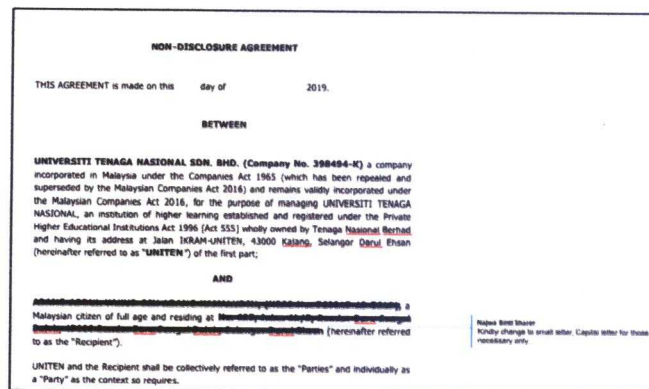 NON-DISCLOSURE AGREEMENT
THIS AGREEMENT is made on this day of 2019.
BETWEEN
UNIVERSITI TENAGA NASIONAL SDN. BHD. (Company No. 398494-K) a company
incorporated in Malaysia under the Companies Act 1965 (which has been repealed and
superseded by the Malaysian Companies Act 2016) and remains validly incorporated under
the Malaysian Companies Act 2016, for the purpose of managing UNIVERSITI TENAGA
NASIONAL, an institution of higher learning established and registered under the Private
Higher Educational Institutions Act 1996 [Act 555] wholly owned by Tenaga Nasional Berhad
and having its address at Jalan IKRAM-UNITEN, 43000 Kajang, Selangor Darul Ehsan
(hereinafter referred to as "UNITEN") of the first part;
AND
, a
Malaysian citizen of full age and residing at
(hereinafter referred
to as the "Recipient").
UNITEN and the Recipient shall be collectively referred to as the "Parties" and individually as
a "Party" as the context so requires.
Kindly change to small letter. Capital letter for those
necessary only